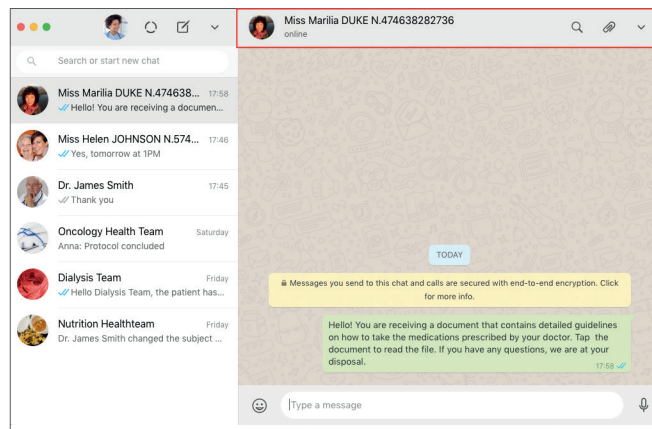 Search or start new chat
Miss Marilia DUKE N.474638... 17:58
Hello! You are receiving a documen...
Miss Helen JOHNSON N.574... 17:46
Yes, tomorrow at 1PM
Dr. James Smith 17:45
Thank you
Oncology Health Team Saturday
Anna: Protocol concluded
Dialysis Team Friday
Hello Dialysis Team, the patient has...
Nutrition Healthteam Friday
Dr. James Smith changed the subject ...
Miss Marilia DUKE N.474638282736
online
TODAY
Messages you send to this chat and calls are secured with end-to-end encryption. Click
for more info.
Hello! You are receiving a document that contains detailed guidelines
on how to take the medications prescribed by your doctor. Tap the
document to read the file. If you have any questions, we are at your
disposal.
17:58
Type a message